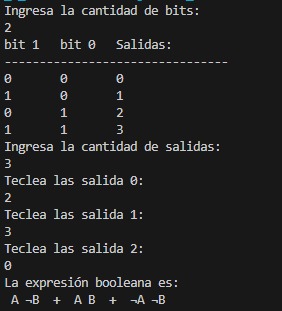 Ingresa la cantidad de bits:
2
bit 1 bit 0 Salidas:
-------------------------------
0 0 0
1 0 1
0 1 2
1 1 3
Ingresa la cantidad de salidas:
3
Teclea las salida 0:
2
Teclea las salida 1:
3
Teclea las salida 2:
0
La expresión booleana es:
A ¬B + A B + ¬A ¬B